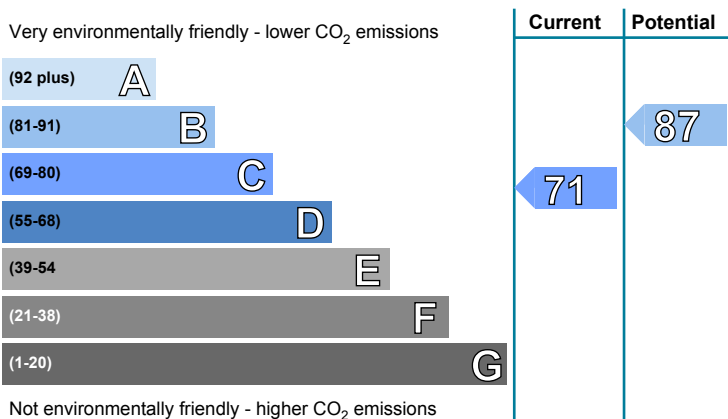 Very environmentally friendly - lower CO2 emissions
Current Potential
(92 plus) A
(81-91) B
87
(69-80) C
71
(55-68) D
(39-54 E
(21-38) F
(1-20) G
Not environmentally friendly - higher CO2 emissions